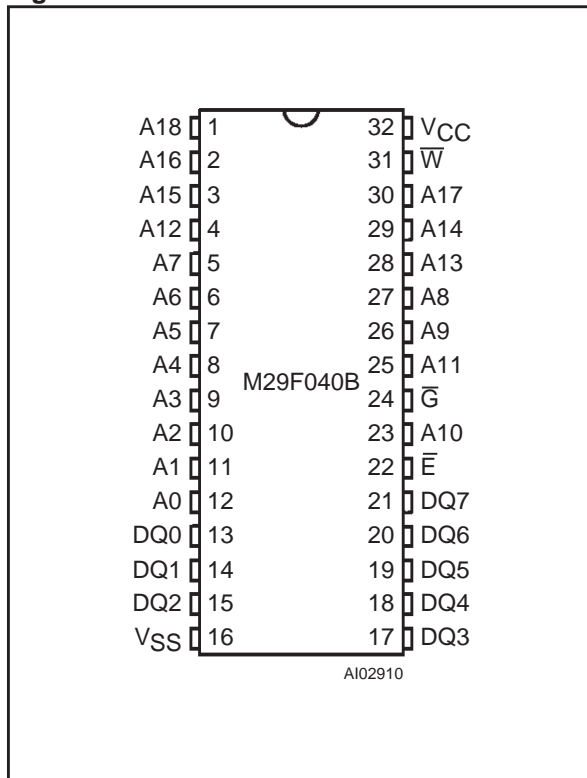 A18 1 32 VCC
A16 2 31 W̅
A15 3 30 A17
A12 4 29 A14
A7 5 28 A13
A6 6 27 A8
A5 7 26 A9
A4 8 25 A11
M29F040B
A3 9 24 G̅
A2 10 23 A10
A1 11 22 E̅
A0 12 21 DQ7
DQ0 13 20 DQ6
DQ1 14 19 DQ5
DQ2 15 18 DQ4
VSS 16 17 DQ3
AI02910